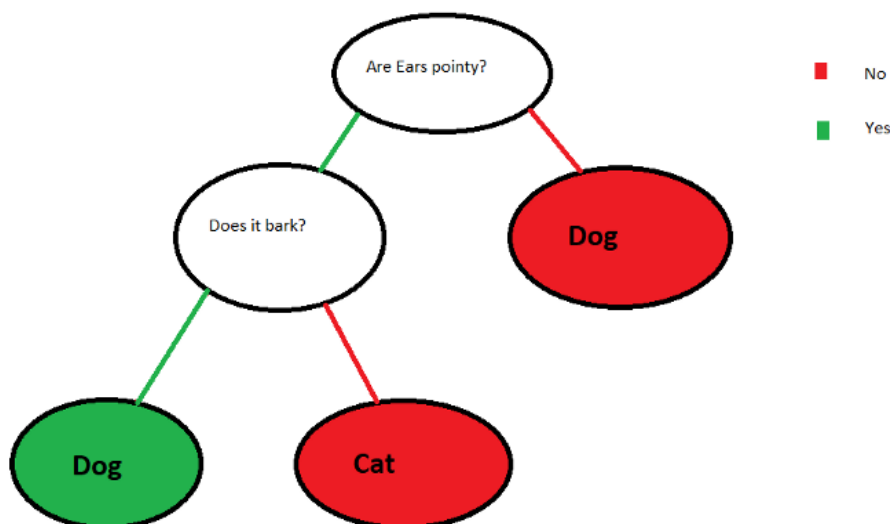 Are Ears pointy?
No
Yes
Does it bark?
Dog
Dog
Cat